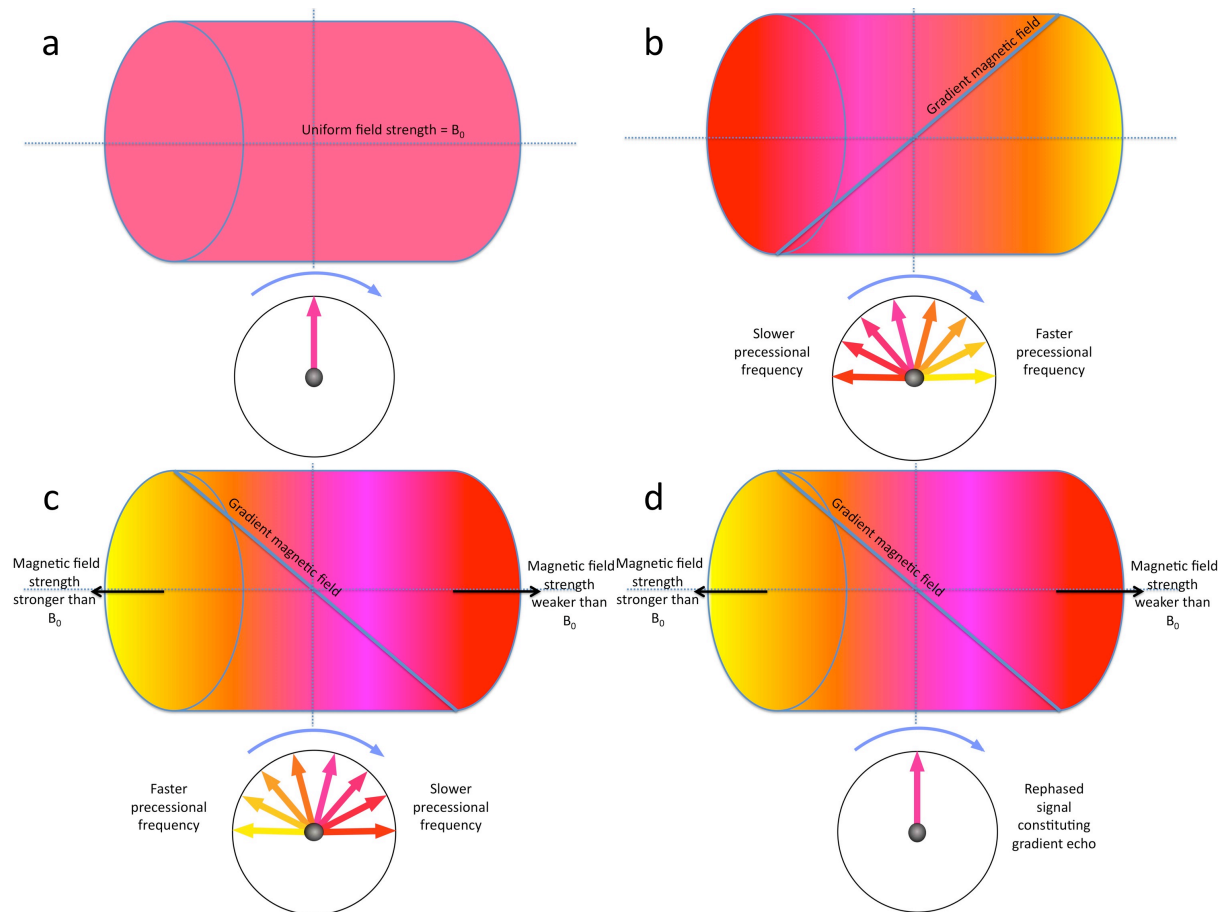 a
Uniform field strength = B₀
b
Gradient magnetic field
Slower
precessional
frequency
Faster
precessional
frequency
c
Gradient magnetic field
Magnetic field
strength
stronger than
B₀
Magnetic field
strength
weaker than
B₀
Faster
precessional
frequency
Slower
precessional
frequency
d
Gradient magnetic field
Magnetic field
strength
stronger than
B₀
Magnetic field
strength
weaker than
B₀
Rephased
signal
constituting
gradient echo